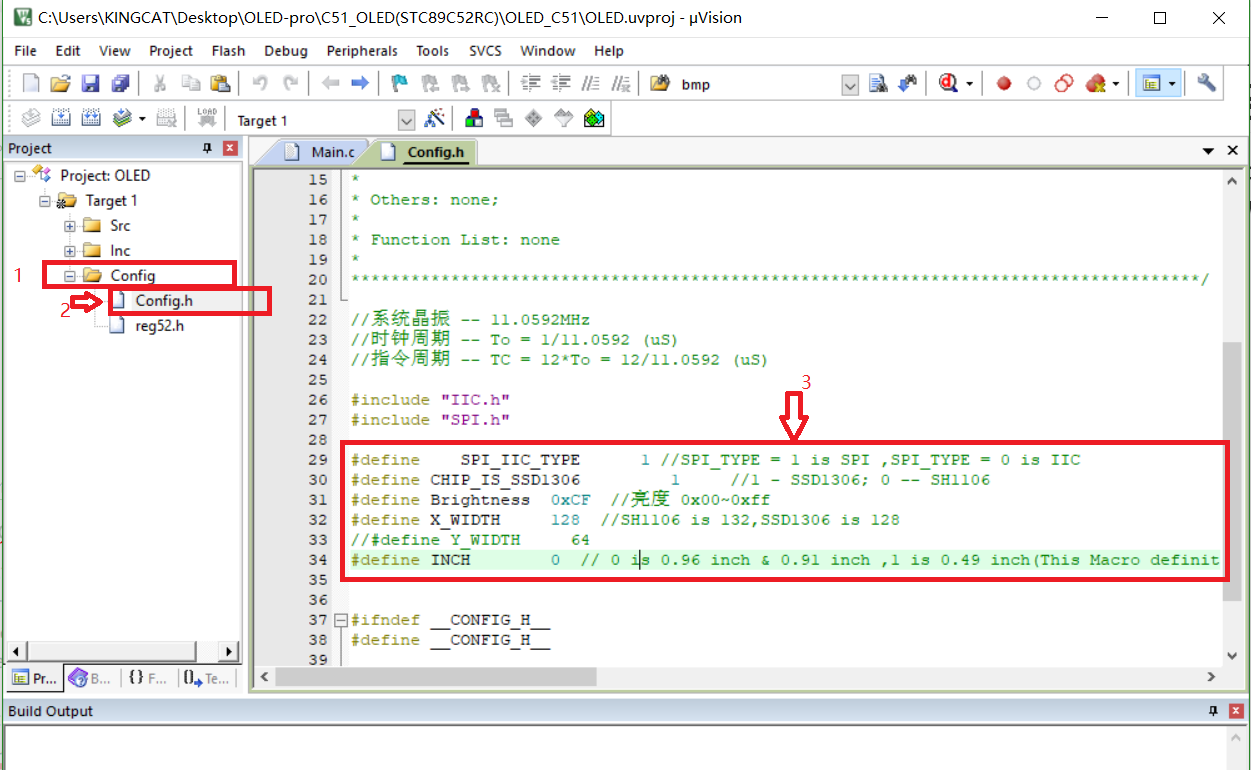 C:\Users\KINGCAT\Desktop\OLED-pro\C51_OLED(STC89C52RC)\OLED_C51\OLED.uvproj - µVision
File Edit View Project Flash Debug Peripherals Tools SVCS Window Help
bmp
LOAD Target 1
Project
Main.c Config.h
Project: OLED
Target 1
Src
Inc
1 Config
2 Config.h
reg52.h
15 *
16 * Others: none;
17 *
18 * Function List: none
19 *
20 *************************************************************************************/
21
22 //系统晶振 -- 11.0592MHz
23 //时钟周期 -- To = 1/11.0592 (uS)
24 //指令周期 -- TC = 12*To = 12/11.0592 (uS)
25
26 #include "IIC.h"
27 #include "SPI.h"
28
3
29 #define SPI_IIC_TYPE 1 //SPI_TYPE = 1 is SPI ,SPI_TYPE = 0 is IIC
30 #define CHIP_IS_SSD1306 1 //1 - SSD1306; 0 -- SH1106
31 #define Brightness 0xCF //亮度 0x00~0xff
32 #define X_WIDTH 128 //SH1106 is 132,SSD1306 is 128
33 //#define Y_WIDTH 64
34 #define INCH 0 // 0 is 0.96 inch & 0.91 inch ,1 is 0.49 inch(This Macro definit
35
36
37 #ifndef __CONFIG_H__
38 #define __CONFIG_H__
39
Pr... B... {} F... Te...
Build Output